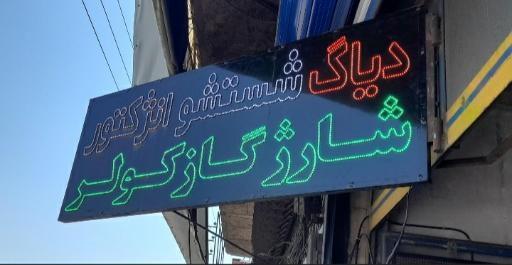 دیاگ شستشو انژکتور
شارژ گاز کولر